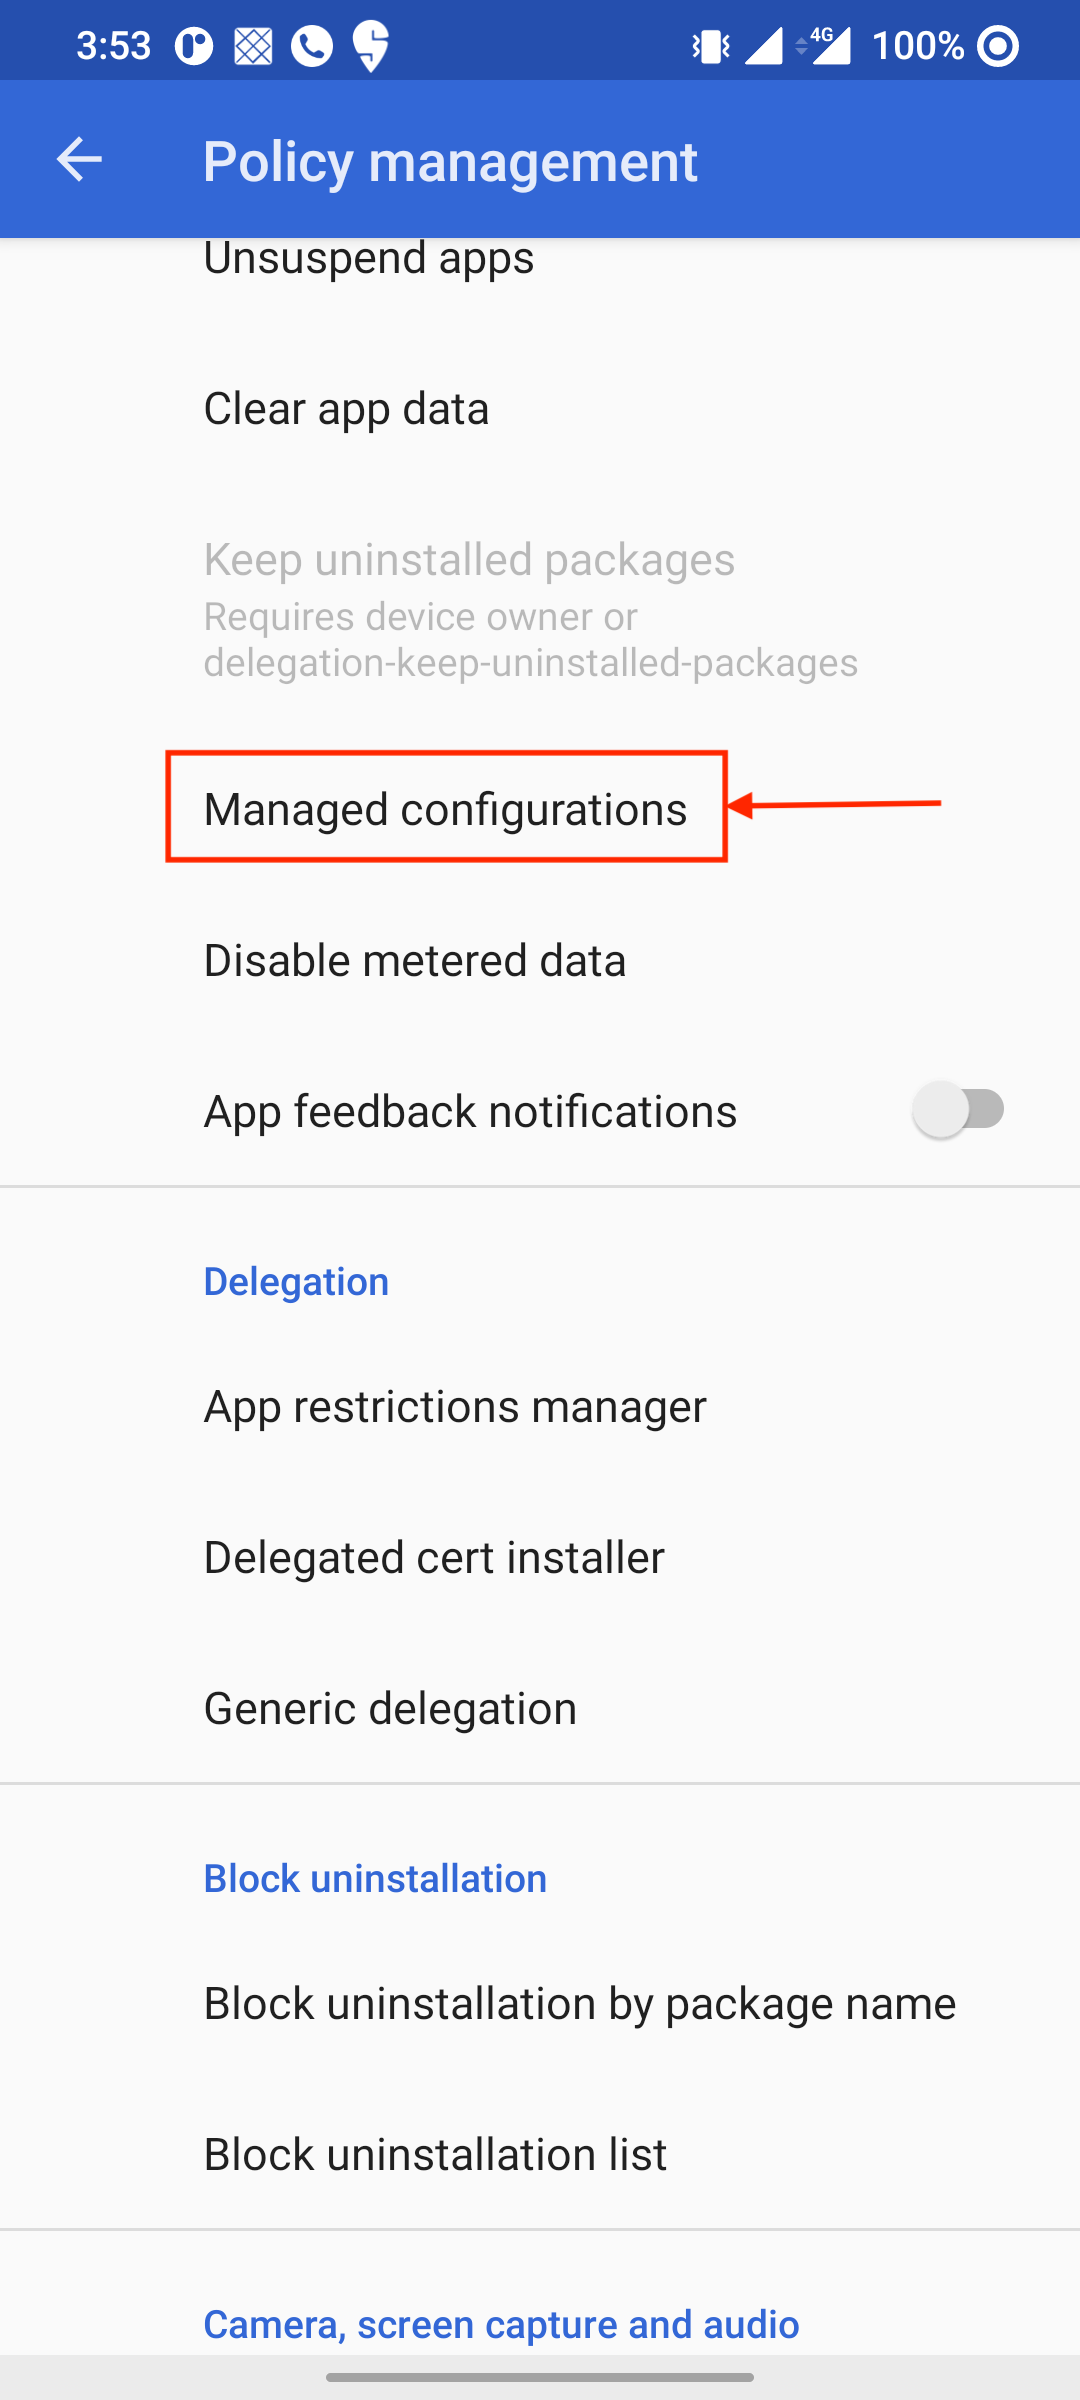 3:53
4G
100%
Policy management
Unsuspend apps
Clear app data
Keep uninstalled packages
Requires device owner or
delegation-keep-uninstalled-packages
Managed configurations
Disable metered data
App feedback notifications
Delegation
App restrictions manager
Delegated cert installer
Generic delegation
Block uninstallation
Block uninstallation by package name
Block uninstallation list
Camera, screen capture and audio